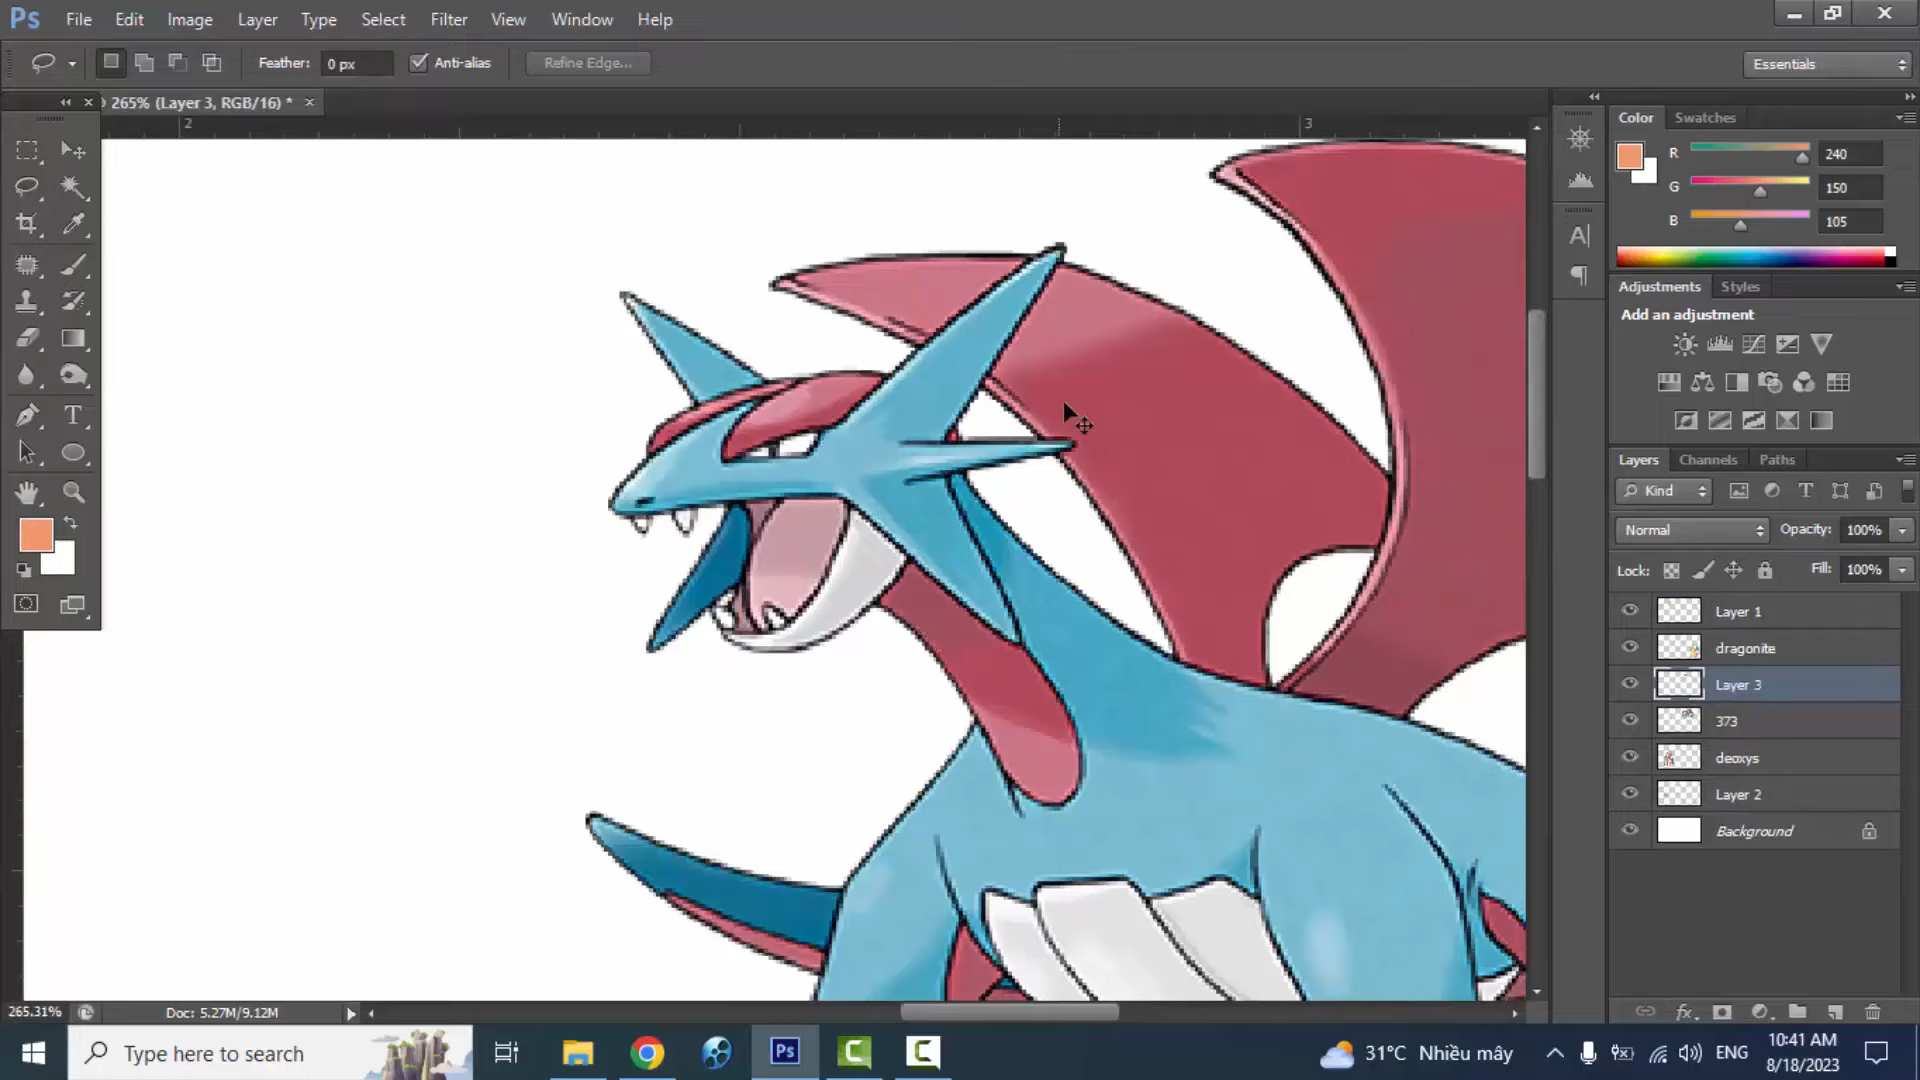 Ps File Edit Image Layer Type Select Filter View Window Help
Feather: 0 px Anti-alias Refine Edge... Essentials
265% (Layer 3, RGB/16) * ×
2 3
Color Swatches
R 240
G 150
B 105
Adjustments Styles
Add an adjustment
Layers Channels Paths
Kind T
Normal Opacity: 100%
Lock: Fill: 100%
Layer 1
dragonite
Layer 3
373
deoxys
Layer 2
Background
fx
265.31% Doc: 5.27M/9.12M
Type here to search
Ps C C
31°C Nhiều mây ENG
10:41 AM
8/18/2023